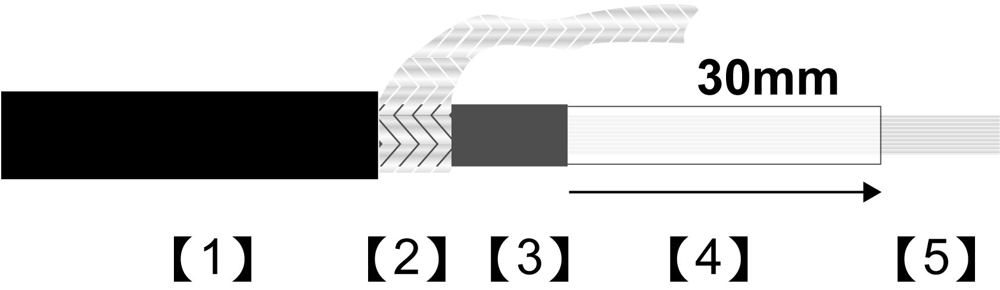 30mm
【1】 【2】 【3】 【4】 【5】